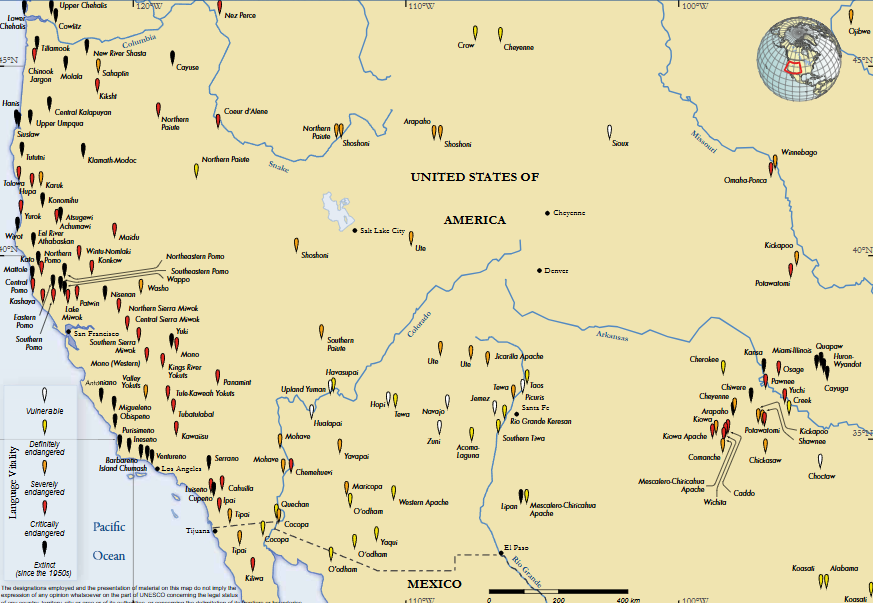 Lower
Chehalis
Upper Chehalis
Cowlitz
120°W
Nez Perce
110°W
100°W
Ojibwe
Columbia
Tillamook
New River Shasta
Crow
Cheyenne
45°N
Chinook
Jargon
Molala
Sahaptin
Cayuse
45°N
Kiksht
Hanis
Central Kalapuyan
Upper Umpqua
Siuslaw
Northern
Paiute
Coeur d'Alene
Northern
Paiute
Shoshoni
Arapaho
Shoshoni
Sioux
Missouri
Tututni
Klamath-Modoc
Northern Paiute
Snake
Winnebago
Omaha-Ponca
Tolowa
Hupa
Karuk
UNITED STATES OF
AMERICA
Konomihu
Yurok
Atsugewi
Achumawi
Cheyenne
Wiyot
Eel River
Athabaskan
Maidu
Salt Lake City
Ute
Shoshoni
40°N
Kato
Northern
Pomo
Wintu-Nomlaki
Konkow
Northeastern Pomo
Southeastern Pomo
Wappo
Kickapoo
40°N
Mattole
Denver
Potawatomi
Central
Pomo
Kashaya
Lake
Miwok
Patwin
Nisenan
Washo
Northern Sierra Miwok
Central Sierra Miwok
Eastern
Pomo
San Francisco
Southern
Pomo
Southern Sierra
Miwok
Yuki
Mono
Southern
Paiute
Colorado
Arkansas
Mono (Western)
Kings River
Yokuts
Ute
Ute
Jicarilla Apache
Cherokee
Kansa
Miami-Illinois
Quapaw
Huron-
Wyandot
Osage
Pawnee
Cayuga
Antoniano
Valley
Yokuts
Panamint
Tule-Kaweah Yokuts
Havasupai
Upland Yuman
Hopi
Tewa
Navajo
Jemez
Tewa
Taos
Picuris
Santa Fe
Chiwere
Yuchi
Creek
Cheyenne
Migueleno
Obispeno
Tubatulabal
Hualapai
Rio Grande Keresan
Arapaho
Kiowa
Potawatomi
Kickapoo
Shawnee
Purisimeno
Ineseno
Kawaiisu
Mohave
Zuni
Acoma-
Laguna
Southern Tiwa
Kiowa Apache
35°N
Barbareno
Island Chumash
Ventureno
Los Angeles
Serrano
Mohave
Chemehuevi
Yavapai
Comanche
Chickasaw
Choctaw
luiseno
Cupeno
Cahuilla
Ipai
Maricopa
O'odham
Western Apache
Mescalero-Chiricahua
Apache
Wichita
Caddo
Lipan
Mescalero-Chiricahua
Apache
Tipai
Quechan
Cocopa
Tijuana
Cocopa
Yaqui
O'odham
O'odham
El Paso
Tipai
Kiliwa
Rio Grande
MEXICO
Koasati
Alabama
Koasati
Pacific
Ocean
Language Vitality
Vulnerable
Definitely
endangered
Severely
endangered
Critically
endangered
Extinct
(since the 1950s)
The designations employed and the presentation of material on this map do not imply the
expression of any opinion whatsoever on the part of UNESCO concerning the legal status
110°W
0
200
400 km
100°W